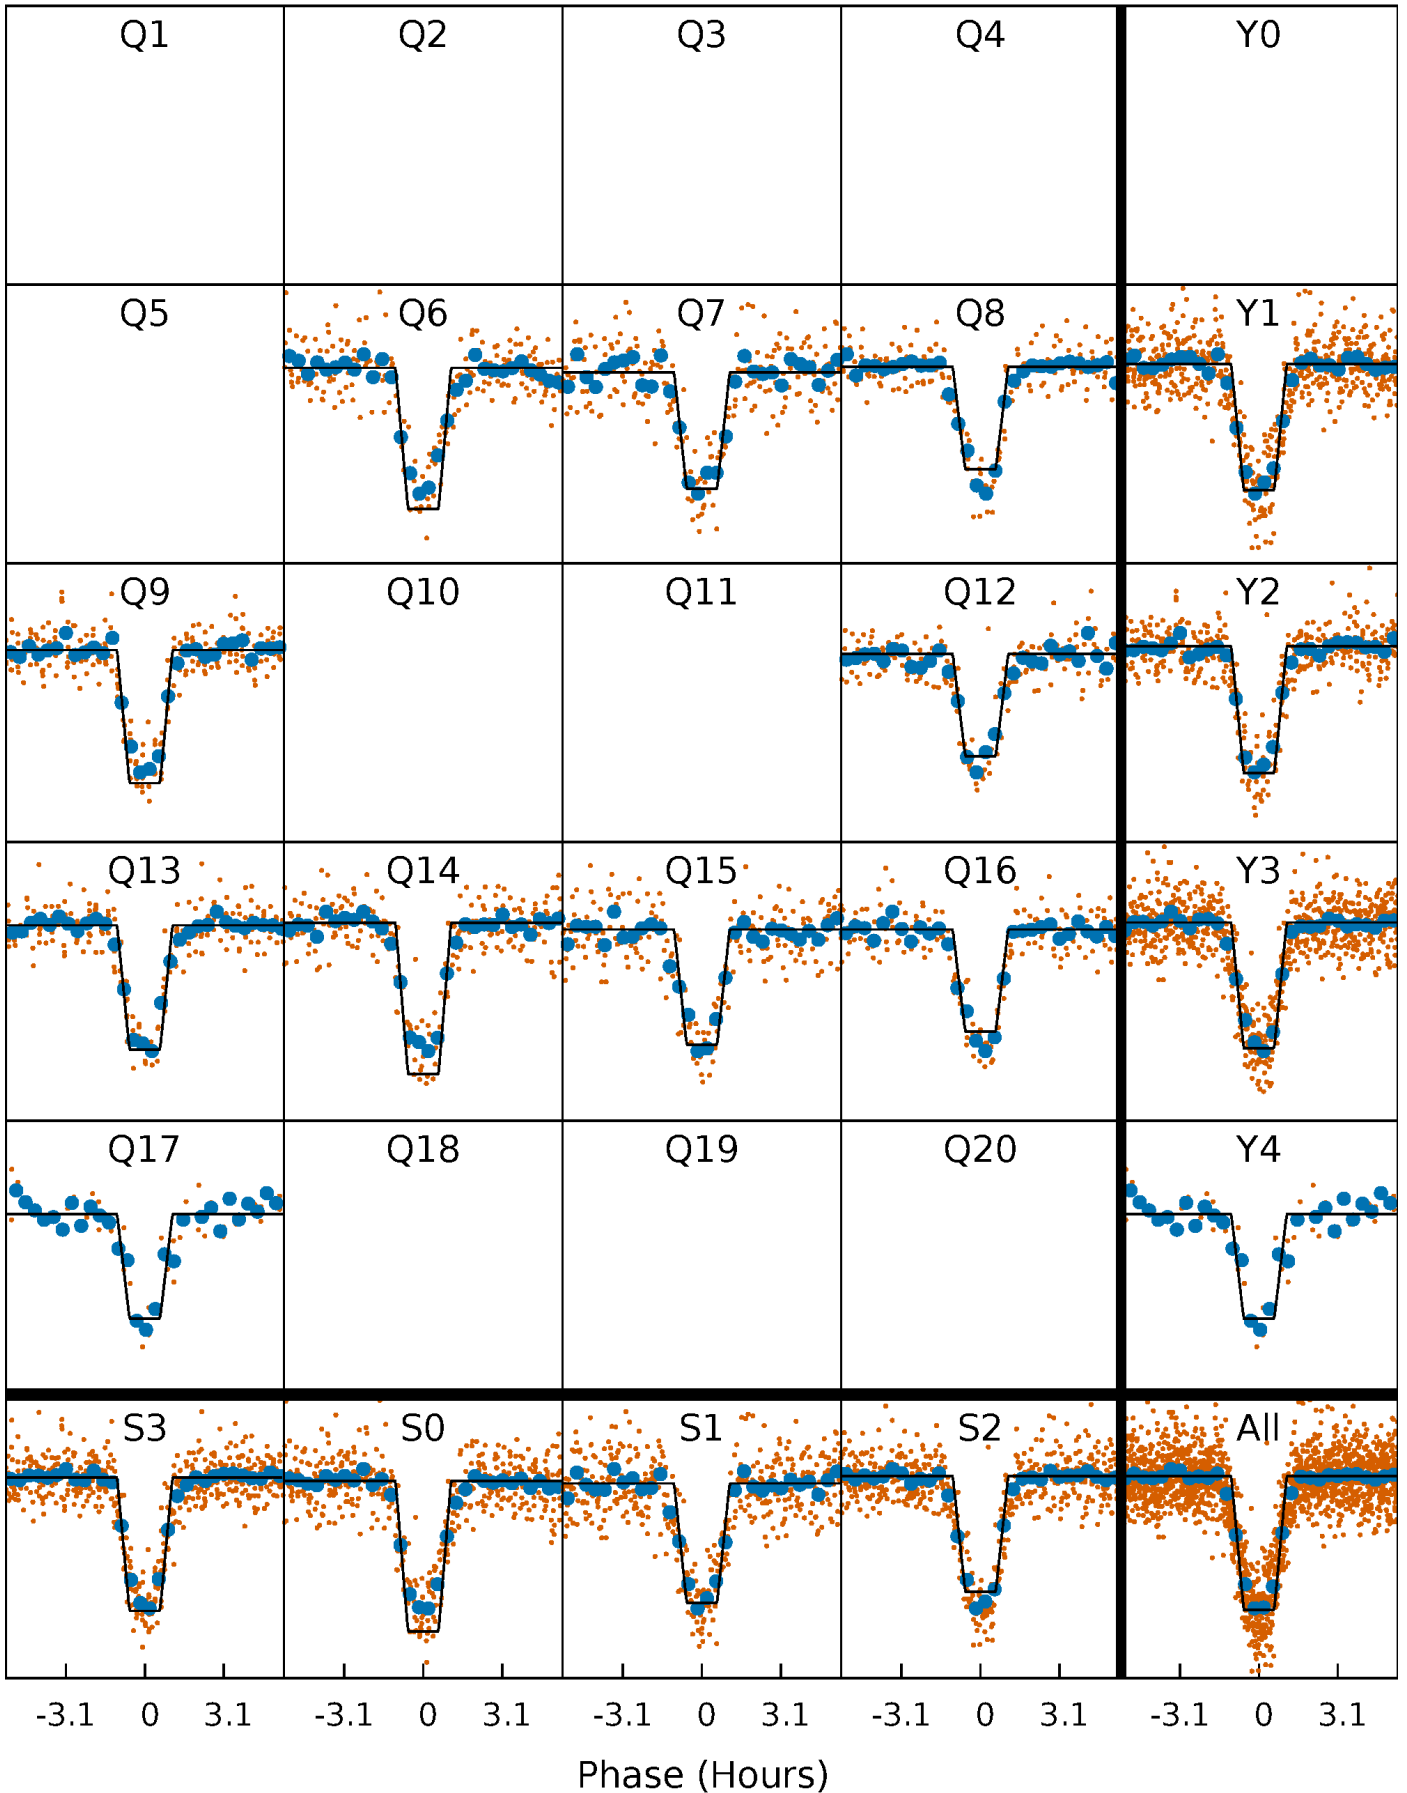 Q1 Q2 Q3 Q4 Y0
Q5 Q6 Q7 Q8 Y1
Q9 Q10 Q11 Q12 Y2
Q13 Q14 Q15 Q16 Y3
Q17 Q18 Q19 Q20 Y4
S3 S0 S1 S2 All
-3.1 0 3.1 -3.1 0 3.1 -3.1 0 3.1 -3.1 0 3.1 -3.1 0 3.1
Phase (Hours)